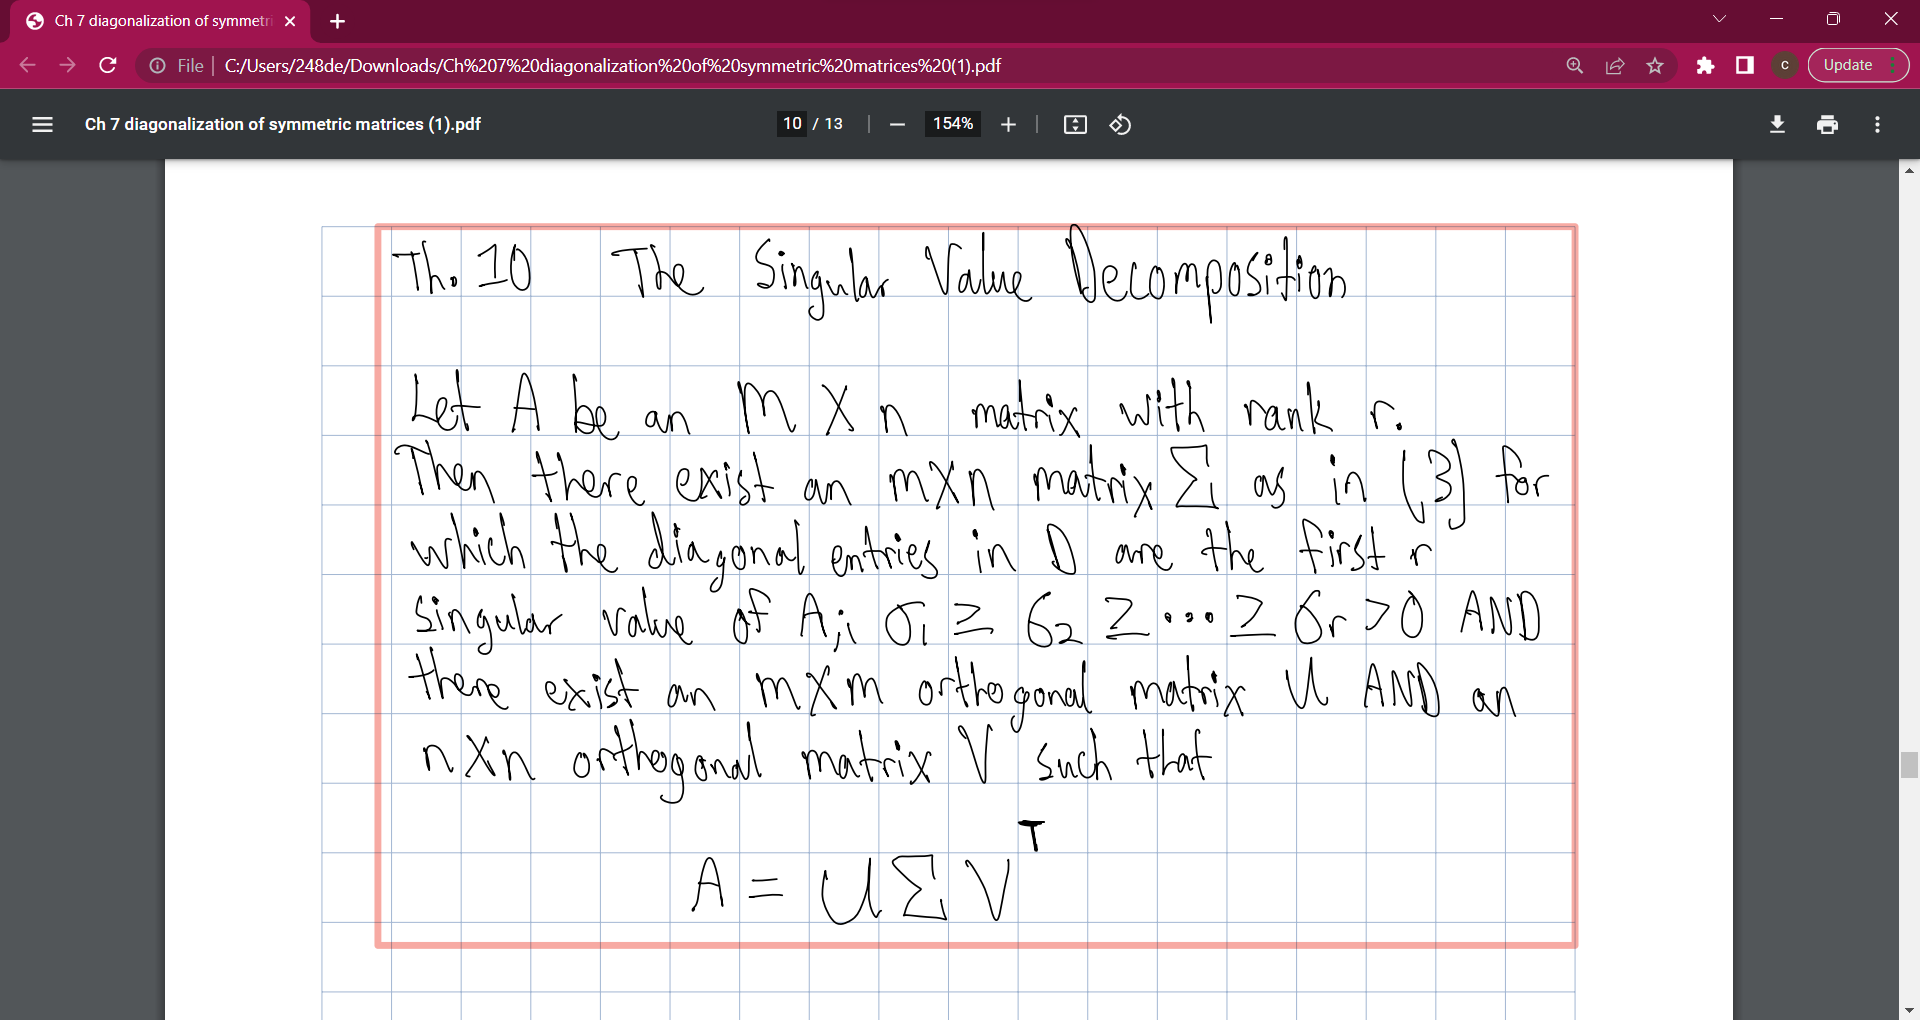 Ch 7 diagonalization of symmetri
File | C:/Users/248de/Downloads/Ch%207%20diagonalization%20of%20symmetric%20matrices%20(1).pdf
C
Update
Ch 7 diagonalization of symmetric matrices (1).pdf
10 / 13
154%
Th. 10 The Singular Value Decomposition
Let A be an m X n matrix with rank r.
Then there exist an mXn matrix Σ as in (3) for
which the diagonal entries in D are the first r
singular value of A; σ₁ ≥ σ₂ ≥ ... ≥ σr > 0 AND
there exist an mXm orthogonal matrix U AND an
nXn orthogonal matrix V such that
A = U Σ Vᵀ